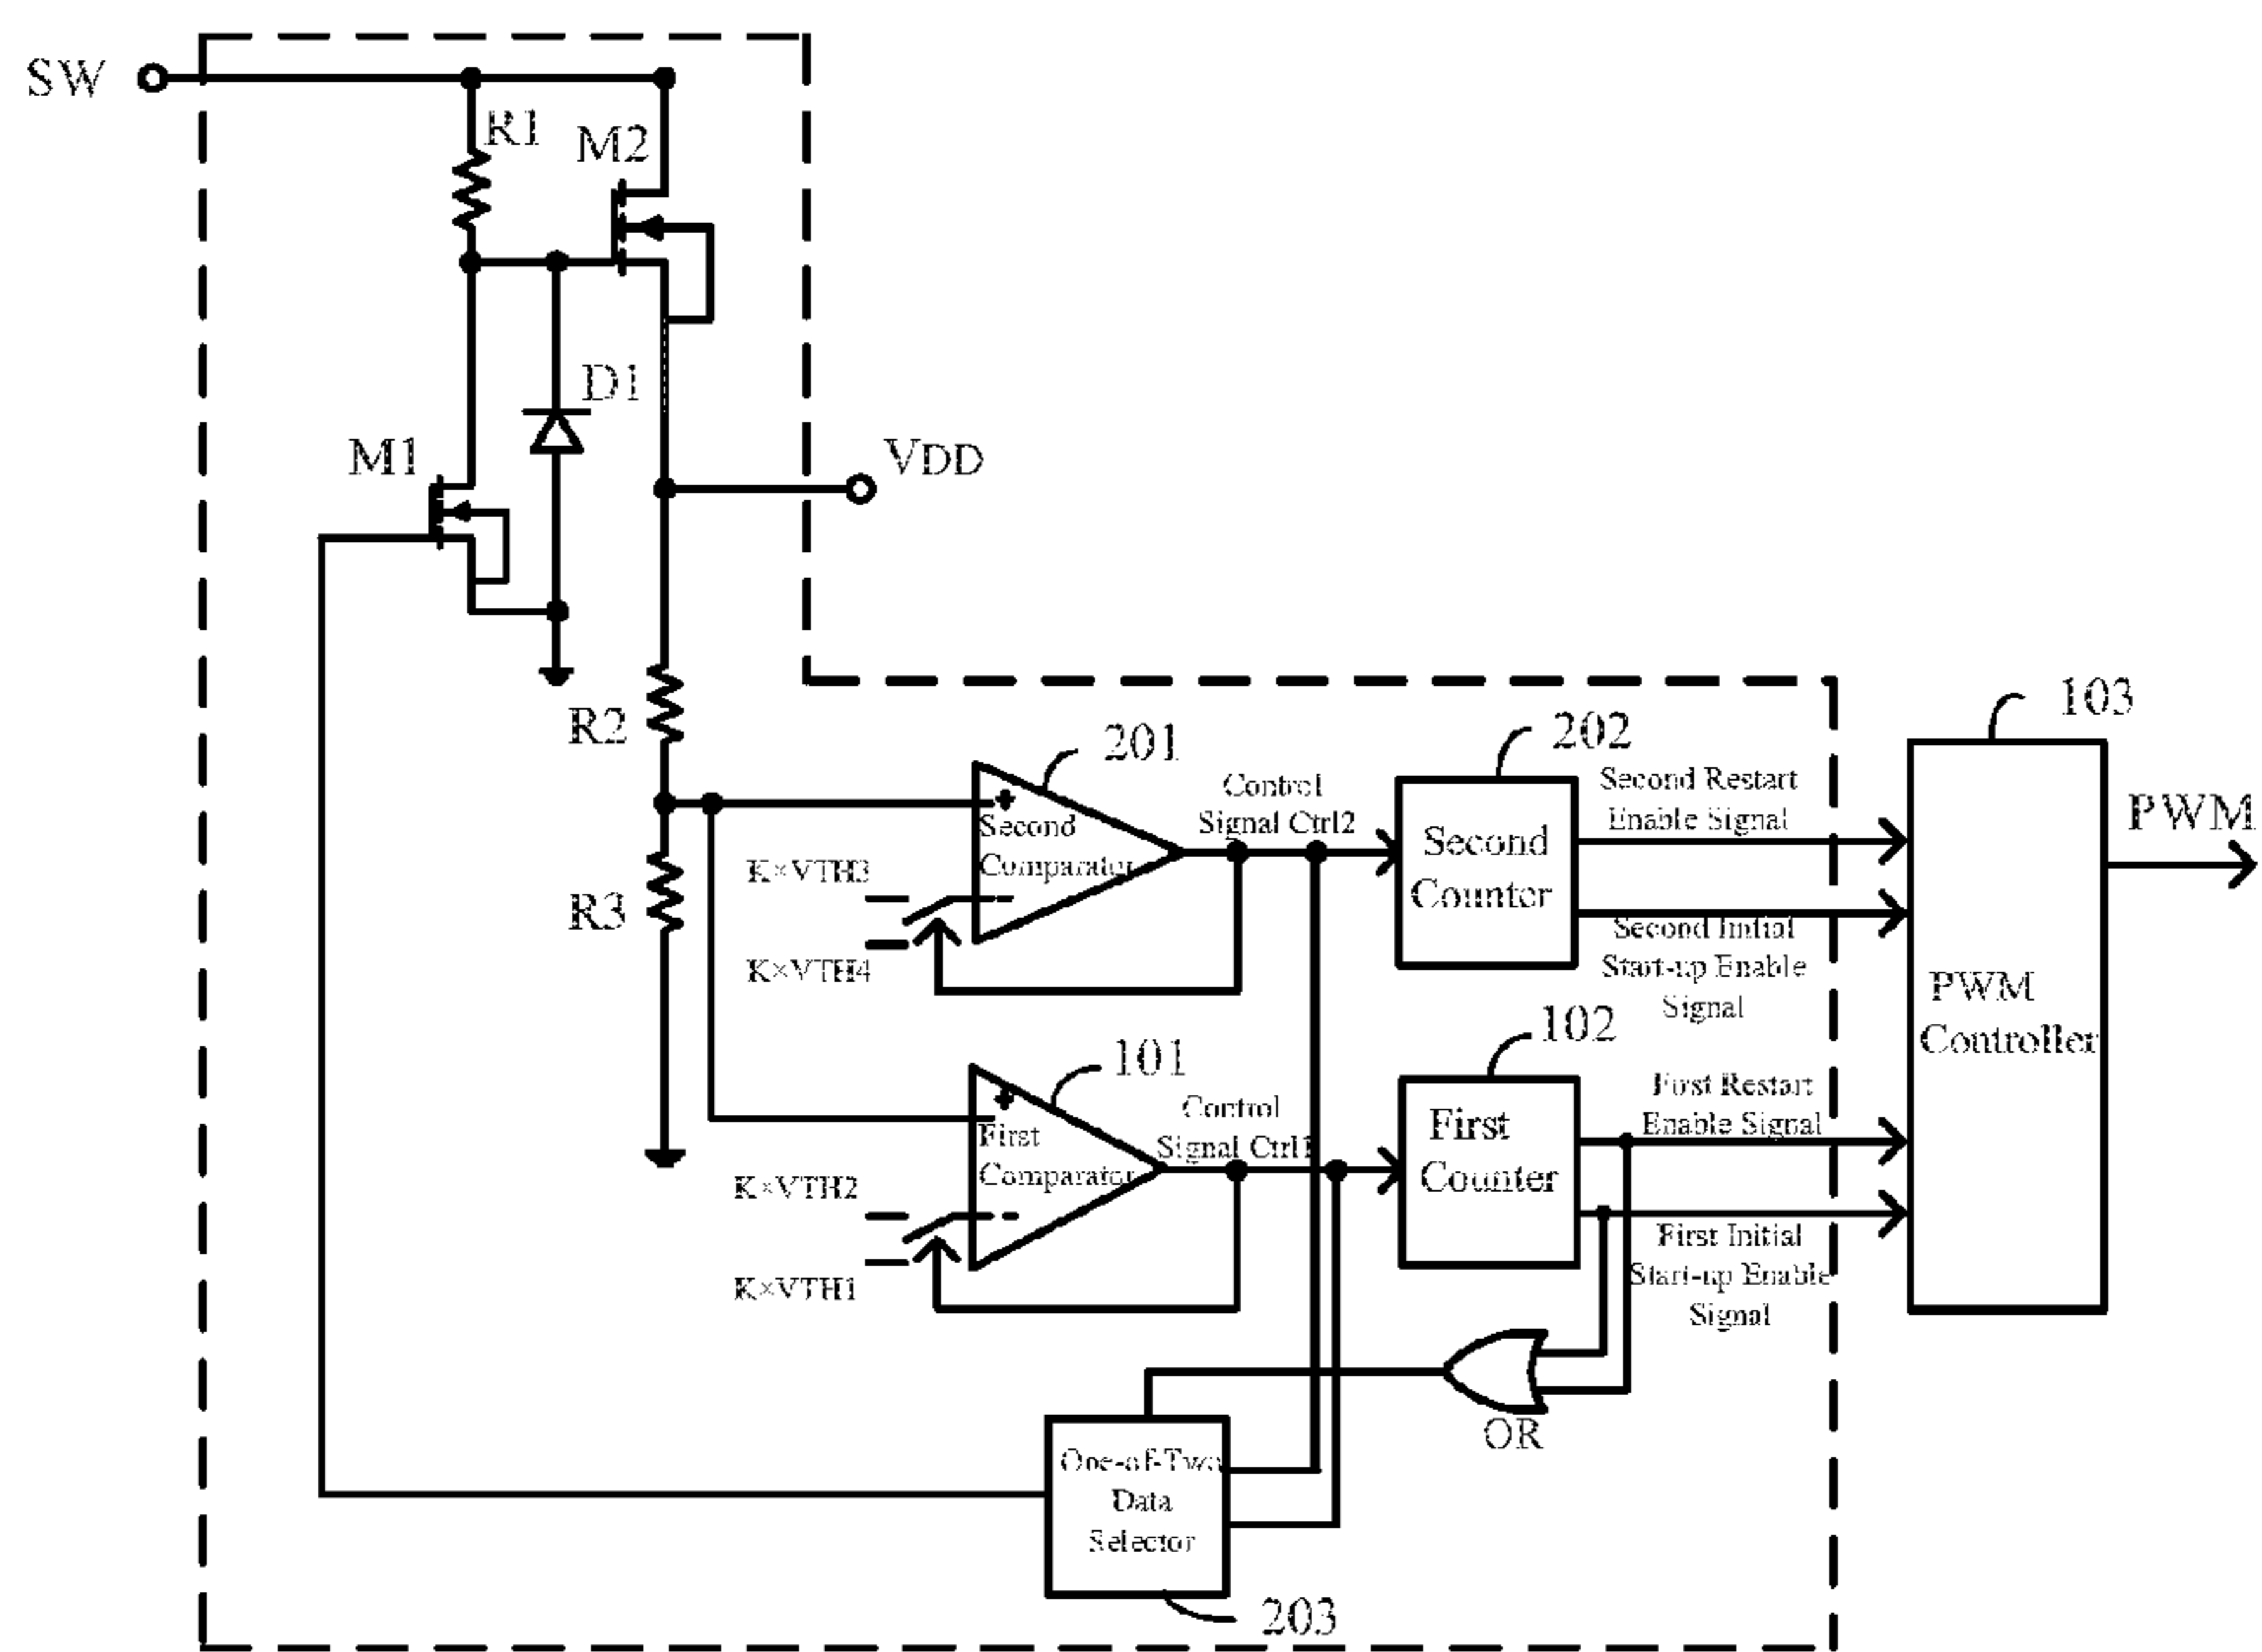 SW
R1
M2
D1
M1
VDD
R2
R3
201
+
Second
Comparator
K×VTH3
K×VTH4
Control
Signal Ctrl2
202
Second
Counter
Second Restart
Enable Signal
Second Initial
Start-up Enable
Signal
103
PWM
Controller
PWM
101
+
First
Comparator
K×VTH2
K×VTH1
Control
Signal Ctrl1
102
First
Counter
First Restart
Enable Signal
First Initial
Start-up Enable
Signal
OR
One-of-Two
Data
Selector
203